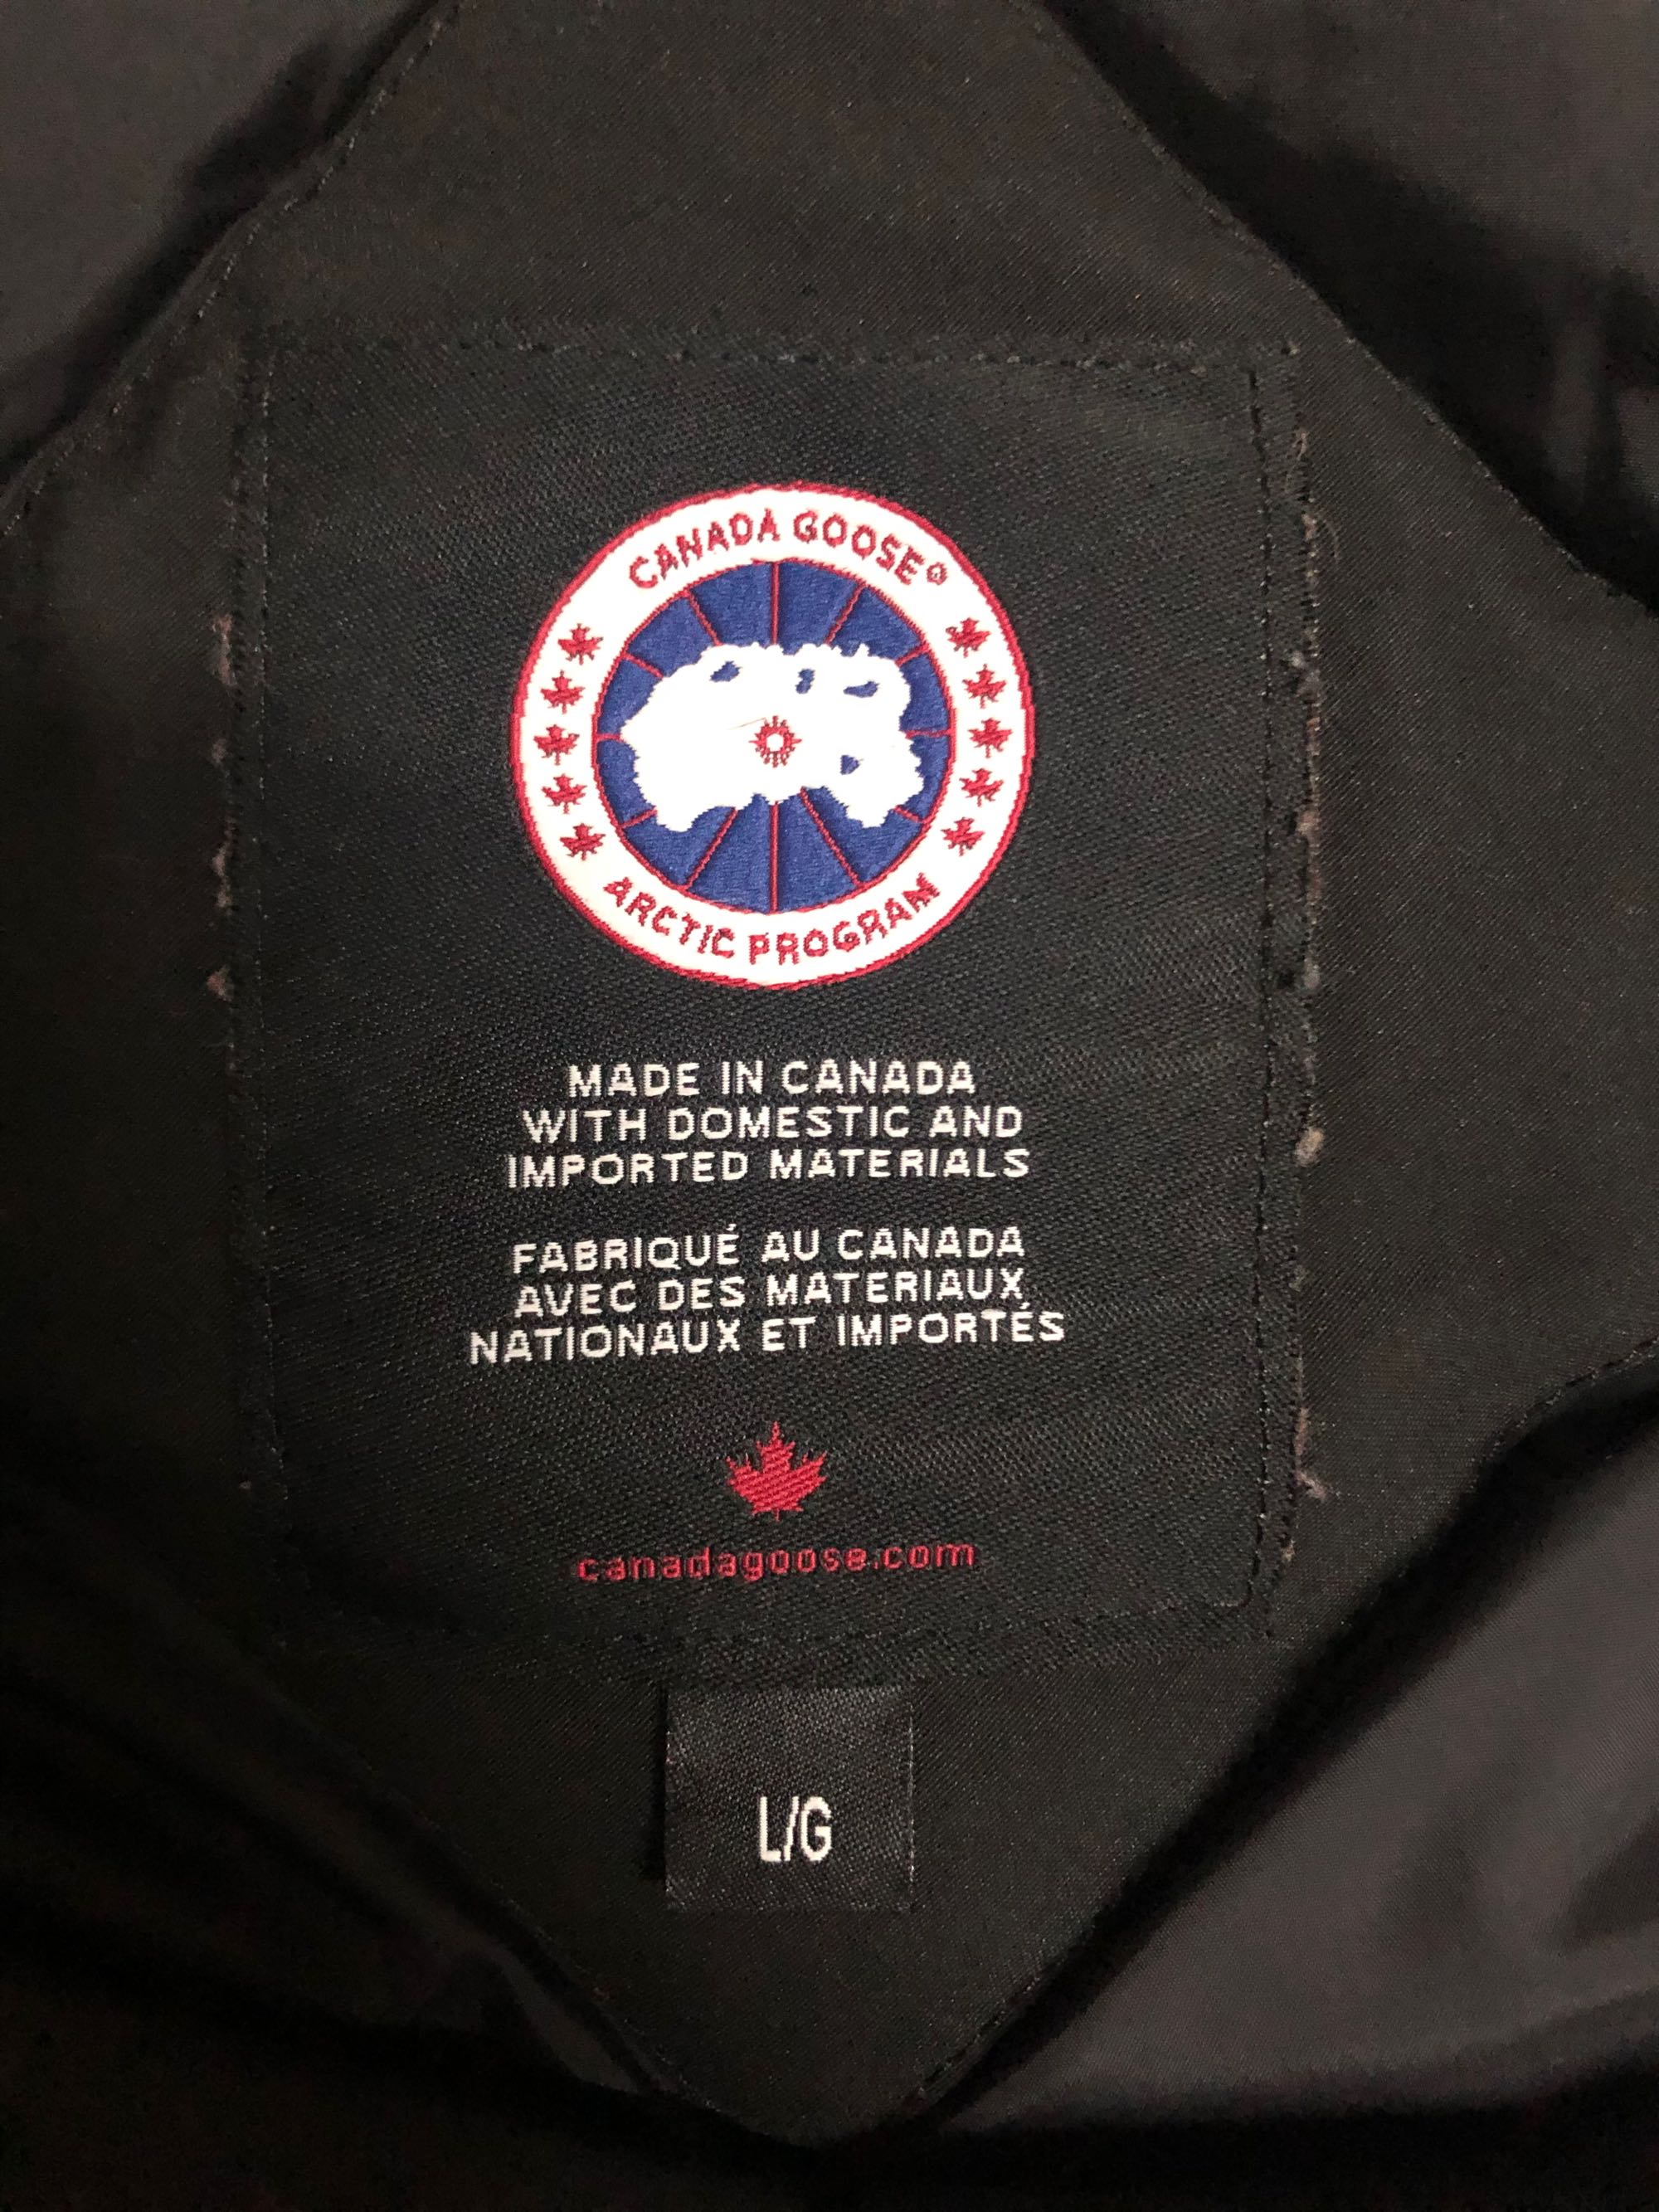 CANADA GOOSE®
ARCTIC PROGRAM
MADE IN CANADA
WITH DOMESTIC AND
IMPORTED MATERIALS
FABRIQUÉ AU CANADA
AVEC DES MATERIAUX
NATIONAUX ET IMPORTÉS
canadagoose.com
L/G